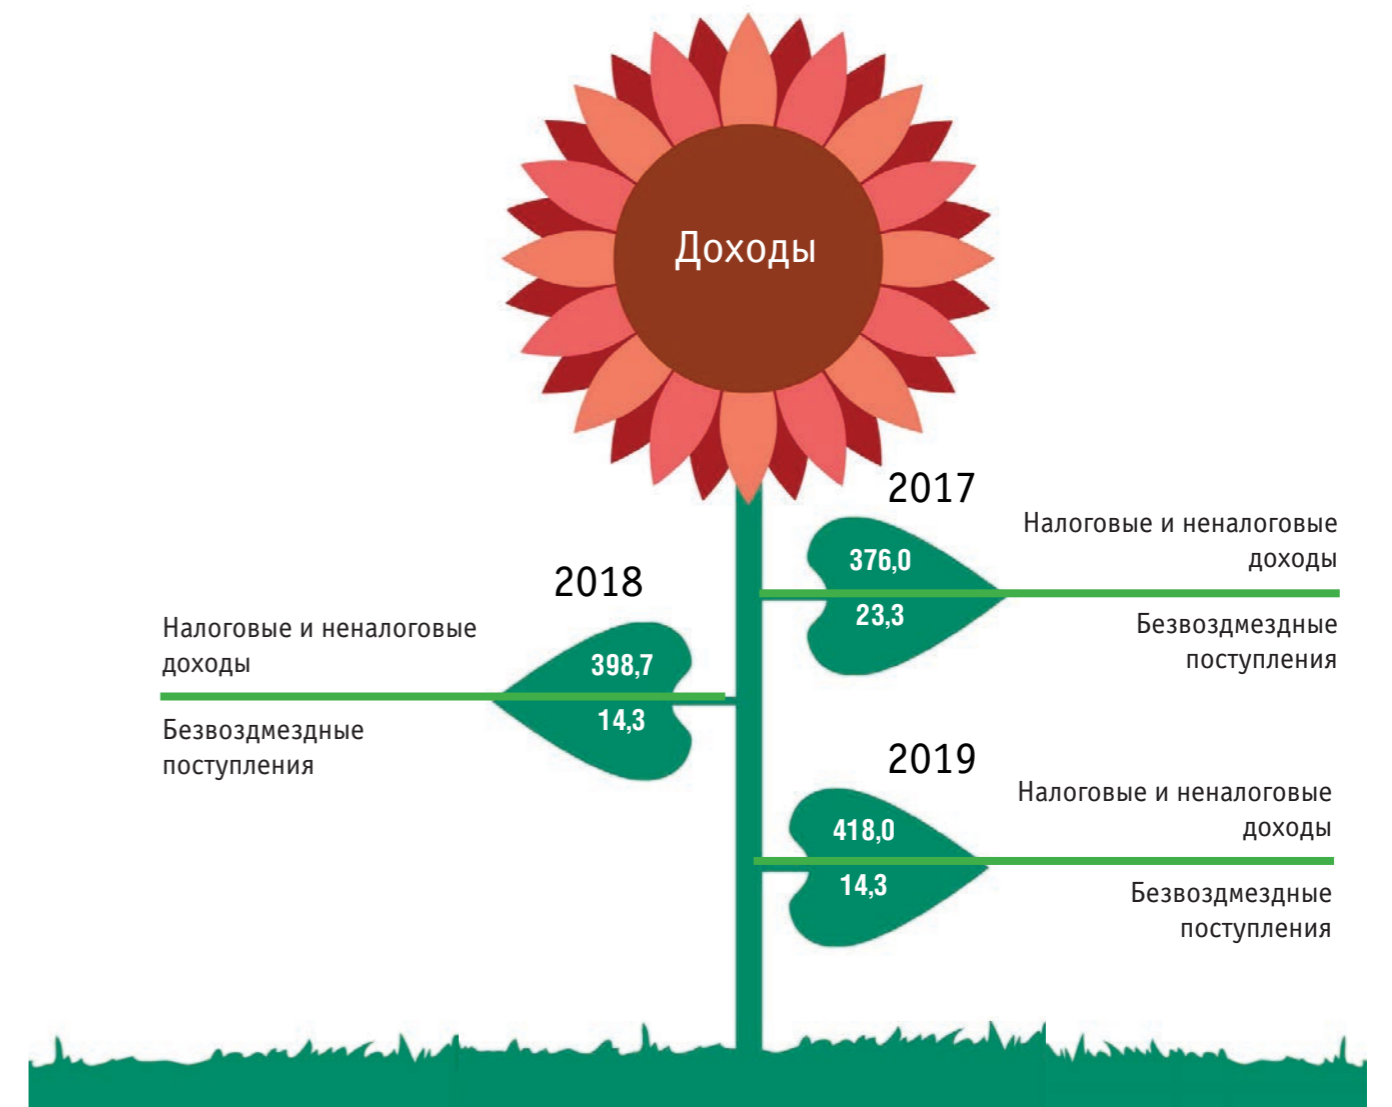 Доходы
2017
Налоговые и неналоговые
доходы
376,0
23,3
Безвоздмездные
поступления
2018
Налоговые и неналоговые
доходы
398,7
14,3
Безвоздмездные
поступления
2019
Налоговые и неналоговые
доходы
418,0
14,3
Безвоздмездные
поступления